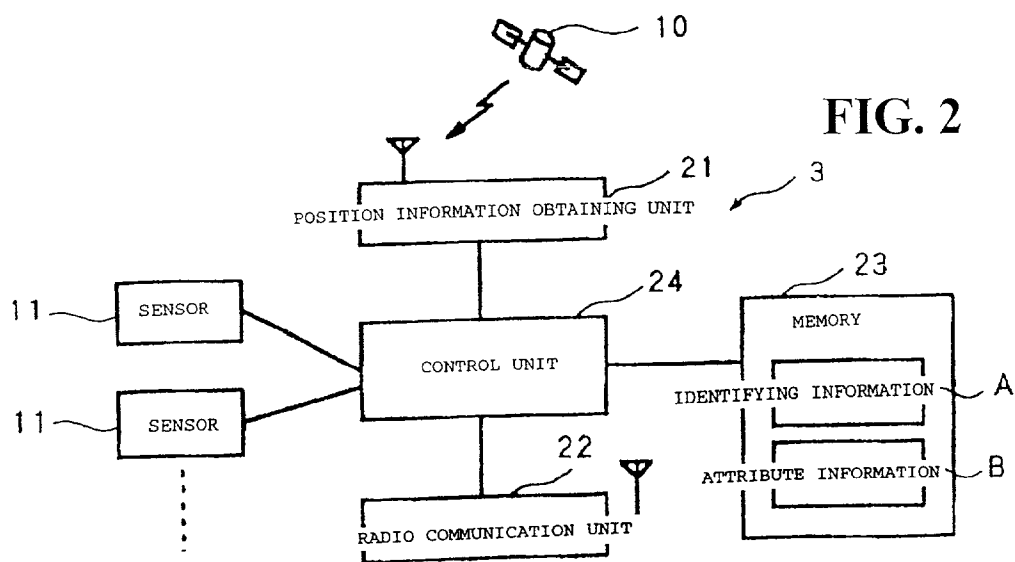 10
FIG. 2
21
3
POSITION INFORMATION OBTAINING UNIT
11
SENSOR
24
CONTROL UNIT
23
MEMORY
IDENTIFYING INFORMATION
A
11
SENSOR
ATTRIBUTE INFORMATION
B
22
RADIO COMMUNICATION UNIT